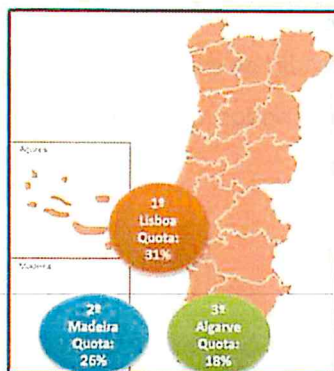 Açores
1º
Lisboa
Quota:
31%
Madeira
2º
Madeira
Quota:
26%
3º
Algarve
Quota:
18%